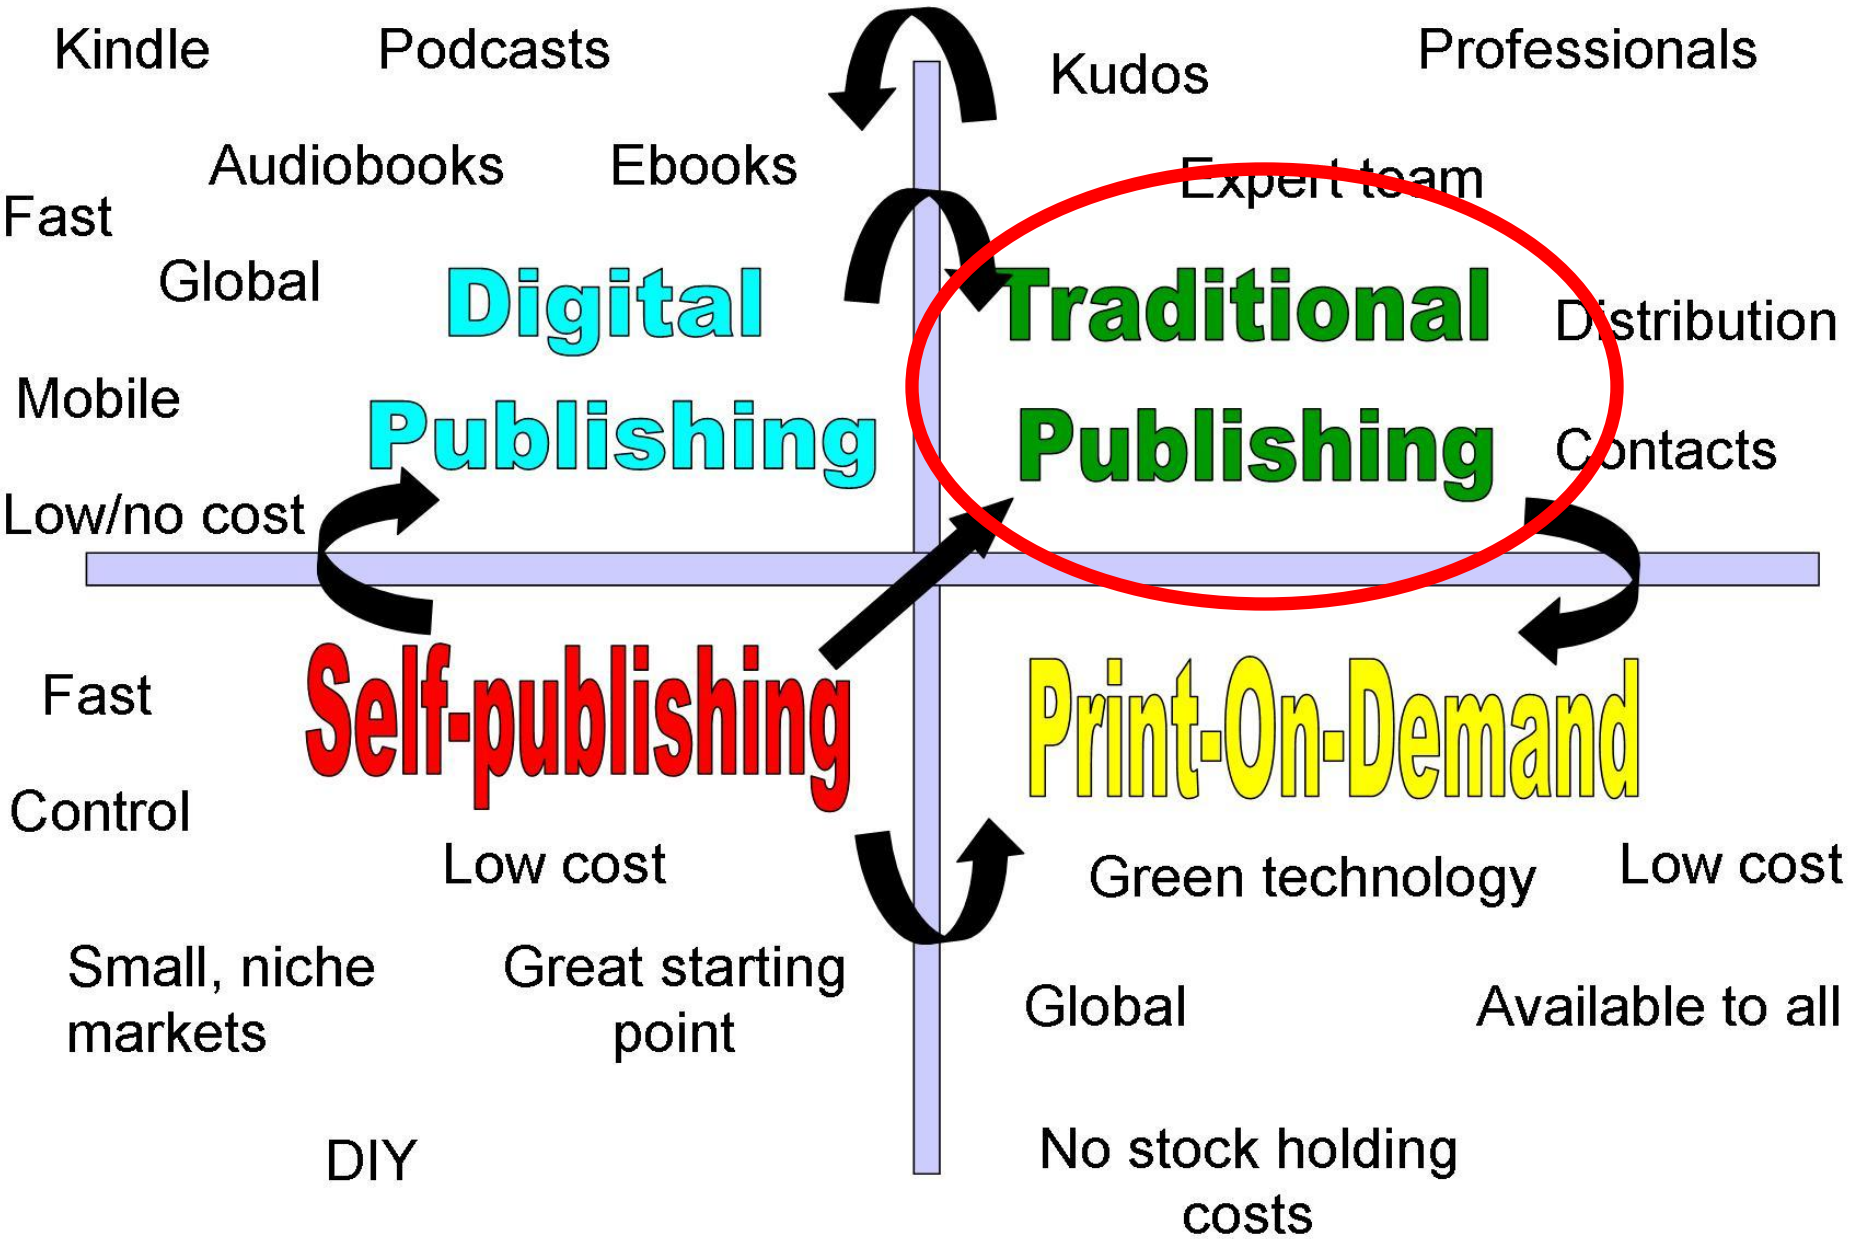 Kindle
Podcasts
Audiobooks
Ebooks
Fast
Global
Digital
Publishing
Mobile
Low/no cost
Kudos
Professionals
Expert team
Traditional
Publishing
Distribution
Contacts
Self-publishing
Fast
Control
Low cost
Small, niche
markets
Great starting
point
DIY
Print-On-Demand
Green technology
Low cost
Global
Available to all
No stock holding
costs